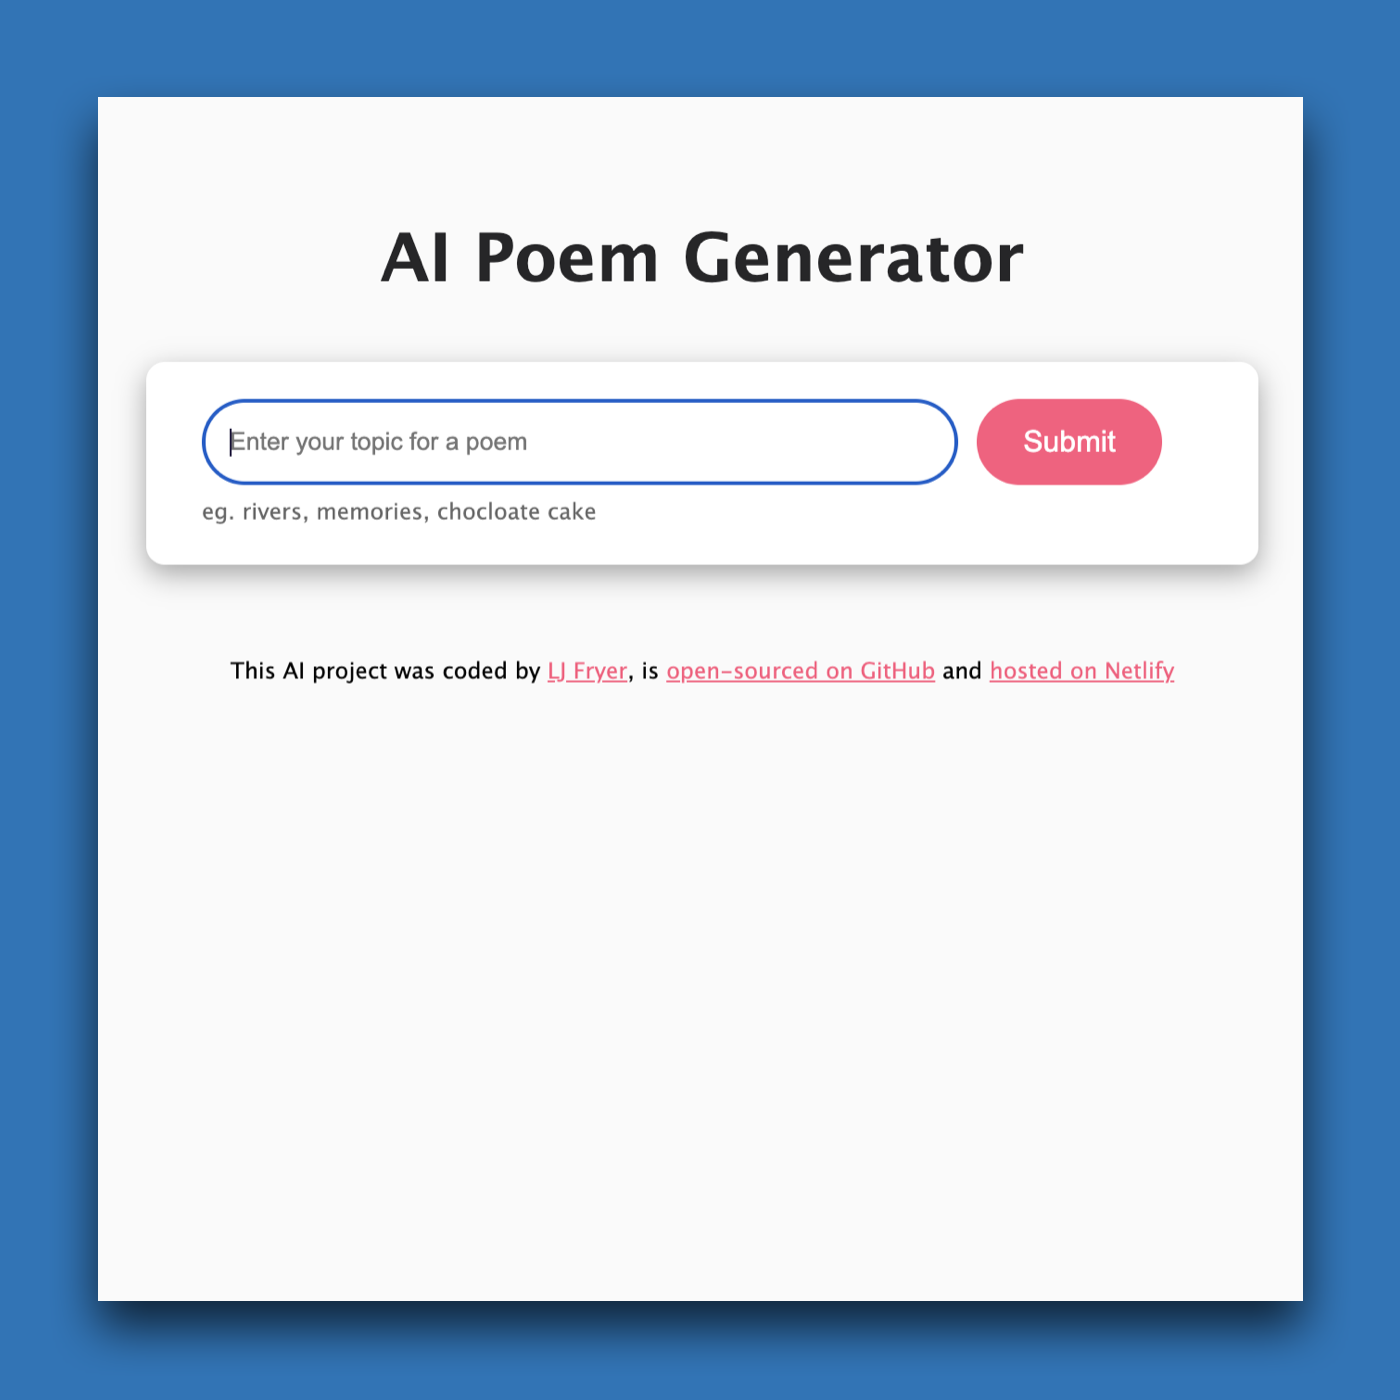 AI Poem Generator
Enter your topic for a poem
Submit
eg. rivers, memories, chocloate cake
This AI project was coded by LJ Fryer, is open-sourced on GitHub and hosted on Netlify